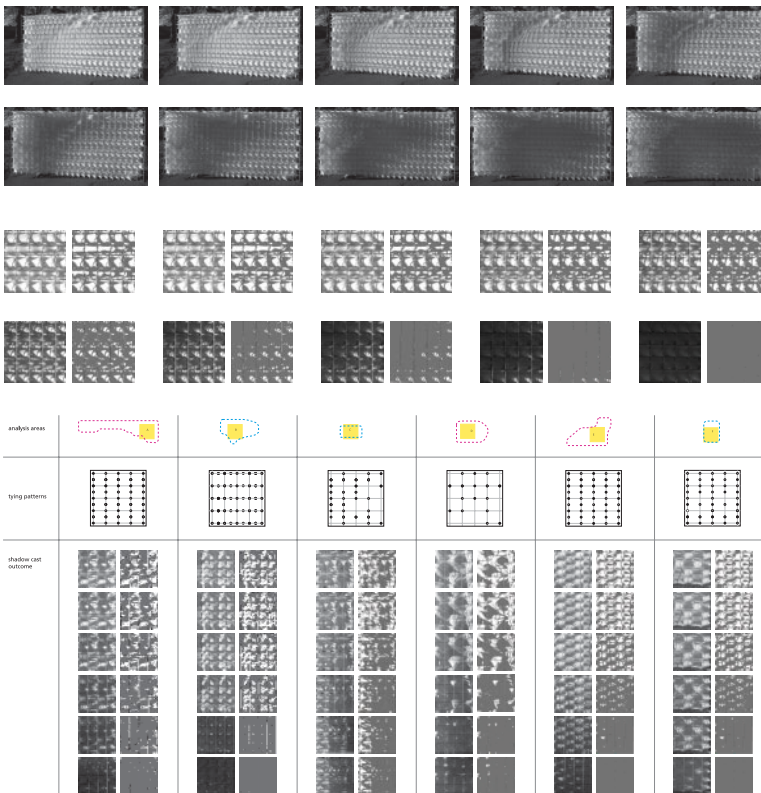 analysis areas
tying patterns
shadow cast
outcome